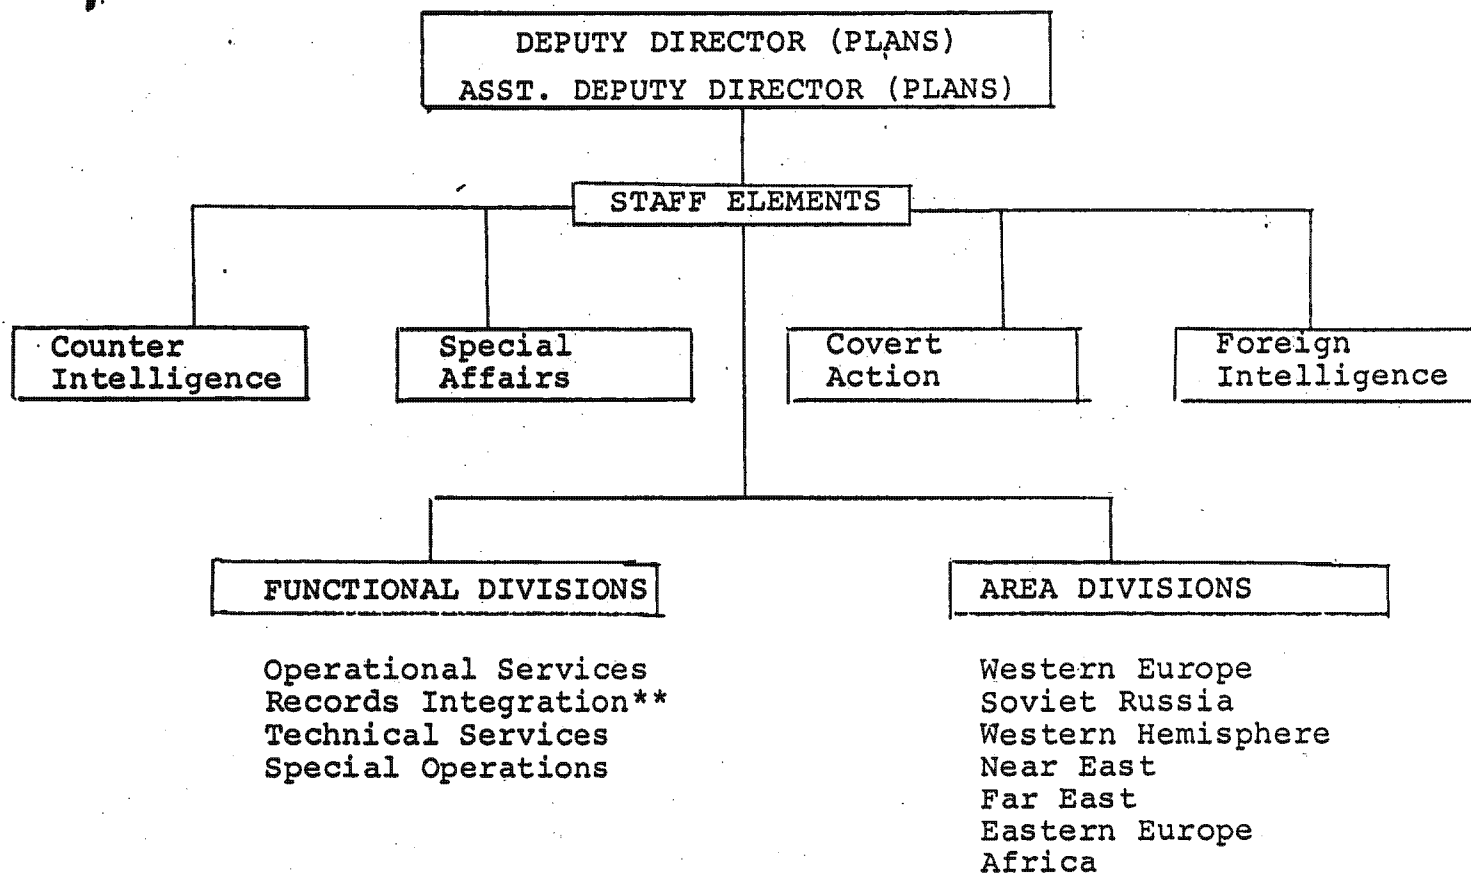 DEPUTY DIRECTOR (PLANS)
ASST. DEPUTY DIRECTOR (PLANS)
STAFF ELEMENTS
Counter
Intelligence
Special
Affairs
Covert
Action
Foreign
Intelligence
FUNCTIONAL DIVISIONS
Operational Services
Records Integration**
Technical Services
Special Operations
AREA DIVISIONS
Western Europe
Soviet Russia
Western Hemisphere
Near East
Far East
Eastern Europe
Africa